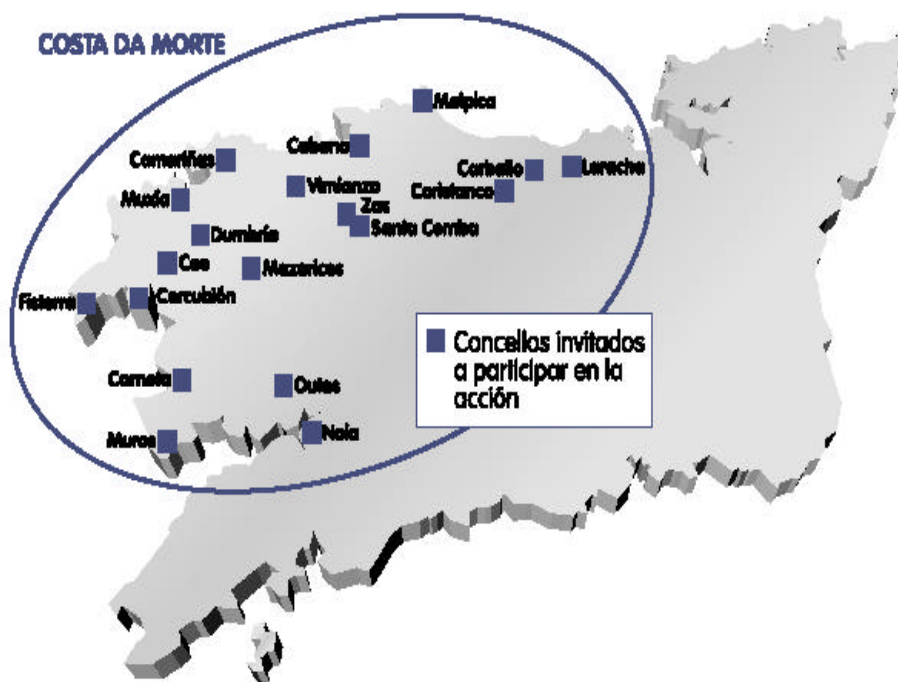 COSTA DA MORTE
Malpica
Cabana
Camariñas
Carballo
Laracha
Vimianzo
Coristanco
Muxía
Zas
Santa Comba
Dumbría
Cee
Mazaricos
Fisterra
Corcubión
Concellos invitados
a participar en la
acción
Carnota
Outes
Muros
Noia